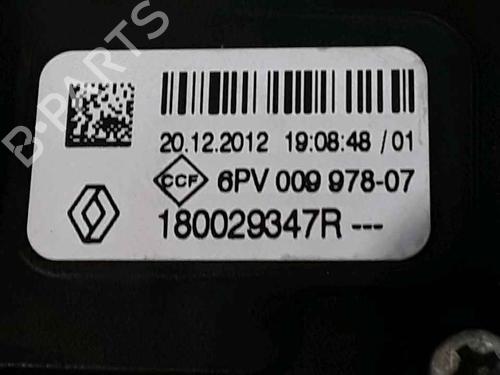 B-PARTS
20.12.2012 19:08:48 / 01
CCF 6PV 009 978-07
180029347R ---